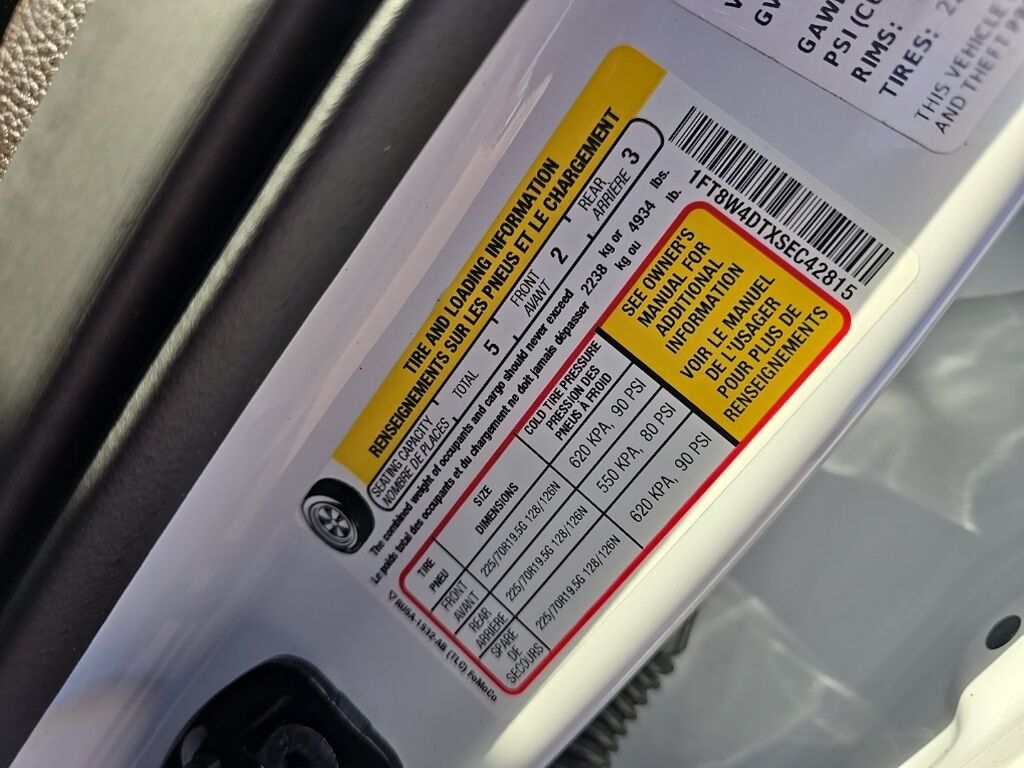 GAW
PSI
RIMS:
TIRES:
THIS VEHICLE
AND THEFT
TIRE AND LOADING INFORMATION
RENSEIGNEMENTS SUR LES PNEUS ET LE CHARGEMENT
SEATING CAPACITY TOTAL 5 FRONT 2 REAR 3
NOMBRE DE PLACES AVANT ARRIÈRE
The combined weight of occupants and cargo should never exceed 2238 kg or 4934 lbs.
Le poids total des occupants et du chargement ne doit jamais dépasser kg ou lb.
TIRE SIZE COLD TIRE PRESSURE
PNEU DIMENSIONS PRESSION DES
PNEUS À FROID
FRONT
AVANT 225/70R19.5G 128/126N 620 KPA, 90 PSI
REAR
ARRIÈRE 225/70R19.5G 128/126N 550 KPA, 80 PSI
SPARE
DE
SECOURS 225/70R19.5G 128/126N 620 KPA, 90 PSI
1FT8W4DTXSEC42815
SEE OWNER'S
MANUAL FOR
ADDITIONAL
INFORMATION
VOIR LE MANUEL
DE L'USAGER
POUR PLUS DE
RENSEIGNEMENTS
RU5A-1532-AB (TLG) FoMoCo